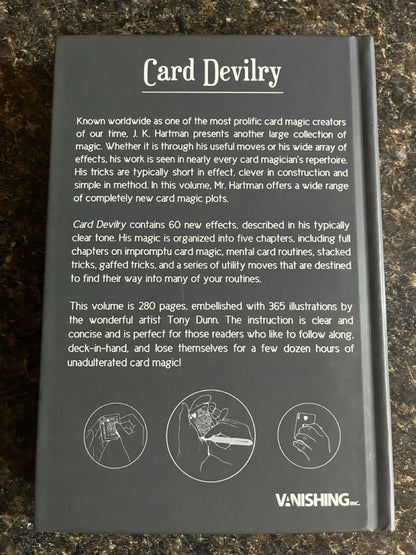 Card Devilry
Known worldwide as one of the most prolific card magic creators
of our time, J. K. Hartman presents another large collection of
magic. Whether it is through his useful moves or his wide array of
effects, his work is seen in nearly every card magician's repertoire.
His tricks are typically short in effect, clever in construction and
simple in method. In this volume, Mr. Hartman offers a wide range
of completely new card magic plots.
Card Devilry contains 60 new effects, described in his typically
clear tone. His magic is organized into five chapters, including full
chapters on impromptu card magic, mental card routines, stacked
tricks, gaffed tricks, and a series of utility moves that are destined
to find their way into many of your routines.
This volume is 280 pages, embellished with 365 illustrations by
the wonderful artist Tony Dunn. The instruction is clear and
concise and is perfect for those readers who like to follow along,
deck-in-hand, and lose themselves for a few dozen hours of
unadulterated card magic!
VANISHING INC.